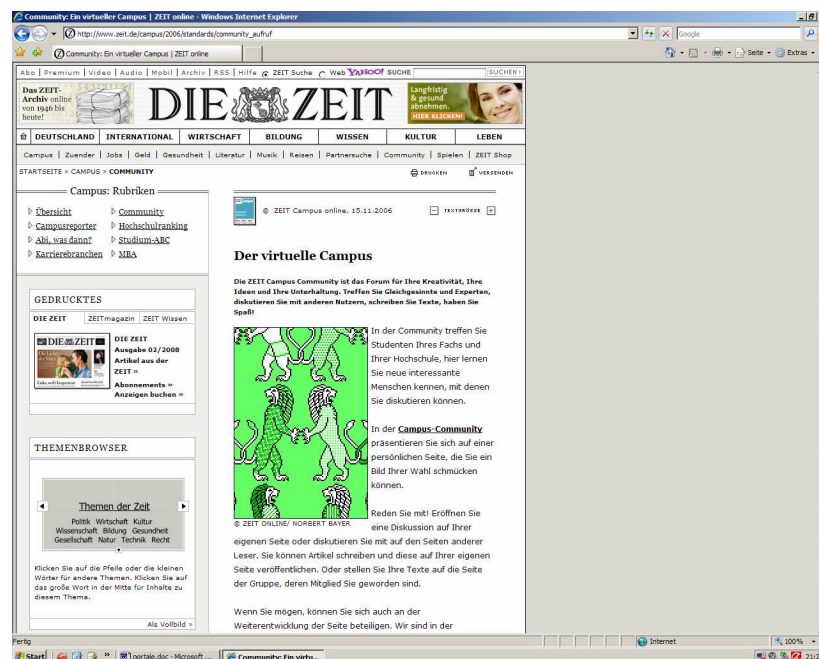 Community: Ein virtueller Campus | ZEIT online - Windows Internet Explorer
http://www.zeit.de/campus/2006/standards/community_aufruf
Google
Community: Ein virtueller Campus | ZEIT online
Seite Extras
Abo | Premium | Video | Audio | Mobil | Archiv | RSS | Hilfe ZEIT Suche Web YAHOO! SUCHE SUCHEN
Das ZEIT-
Archiv online
von 1946 bis
heute!
DIE ZEIT
Langfristig
& gesund
abnehmen.
HIER KLICKEN!
DEUTSCHLAND INTERNATIONAL WIRTSCHAFT BILDUNG WISSEN KULTUR LEBEN
Campus | Zuender | Jobs | Geld | Gesundheit | Literatur | Musik | Reisen | Partnersuche | Community | Spielen | ZEIT Shop
STARTSEITE » CAMPUS » COMMUNITY
DRUCKEN VERSENDEN
Campus: Rubriken
Übersicht Community
Campusreporter Hochschulranking
Abi, was dann? Studium-ABC
Karrierebranchen MBA
GEDRUCKTES
DIE ZEIT ZEITmagazin ZEIT Wissen
DIE ZEIT
DIE ZEIT
Ausgabe 02/2008
Artikel aus der
ZEIT »
Abonnements »
Anzeigen buchen »
THEMENBROWSER
Themen der Zeit
Politik Wirtschaft Kultur
Wissenschaft Bildung Gesundheit
Gesellschaft Natur Technik Recht
Klicken Sie auf die Pfeile oder die kleinen
Wörter für andere Themen. Klicken Sie auf
das große Wort in der Mitte für Inhalte zu
diesem Thema.
Als Vollbild »
© ZEIT Campus online, 15.11.2006
TEXTGRÖSSE
Der virtuelle Campus
Die ZEIT Campus Community ist das Forum für Ihre Kreativität, Ihre
Ideen und Ihre Unterhaltung. Treffen Sie Gleichgesinnte und Experten,
diskutieren Sie mit anderen Nutzern, schreiben Sie Texte, haben Sie
Spaß!
In der Community treffen Sie
Studenten Ihres Fachs und
Ihrer Hochschule, hier lernen
Sie neue interessante
Menschen kennen, mit denen
Sie diskutieren können.
In der Campus-Community
präsentieren Sie sich auf einer
persönlichen Seite, die Sie ein
Bild Ihrer Wahl schmücken
können.
© ZEIT ONLINE/ NORBERT BAYER
Reden Sie mit! Eröffnen Sie
eine Diskussion auf Ihrer
eigenen Seite oder diskutieren Sie mit auf den Seiten anderer
Leser. Sie können Artikel schreiben und diese auf Ihrer eigenen
Seite veröffentlichen. Oder stellen Sie Ihre Texte auf die Seite
der Gruppe, deren Mitglied Sie geworden sind.
Wenn Sie mögen, können Sie sich auch an der
Weiterentwicklung der Seite beteiligen. Wir sind in der
Fertig
Internet
100%
Start
portale.doc - Microsoft ...
Community: Ein virtu...